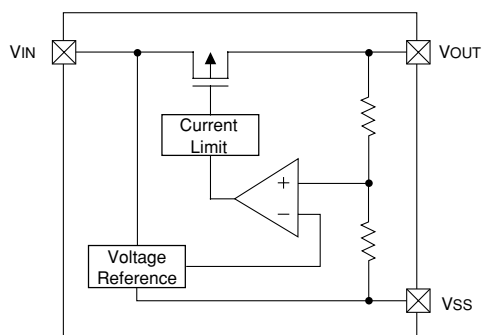 VIN
VOUT
Current
Limit
+
−
Voltage
Reference
VSS